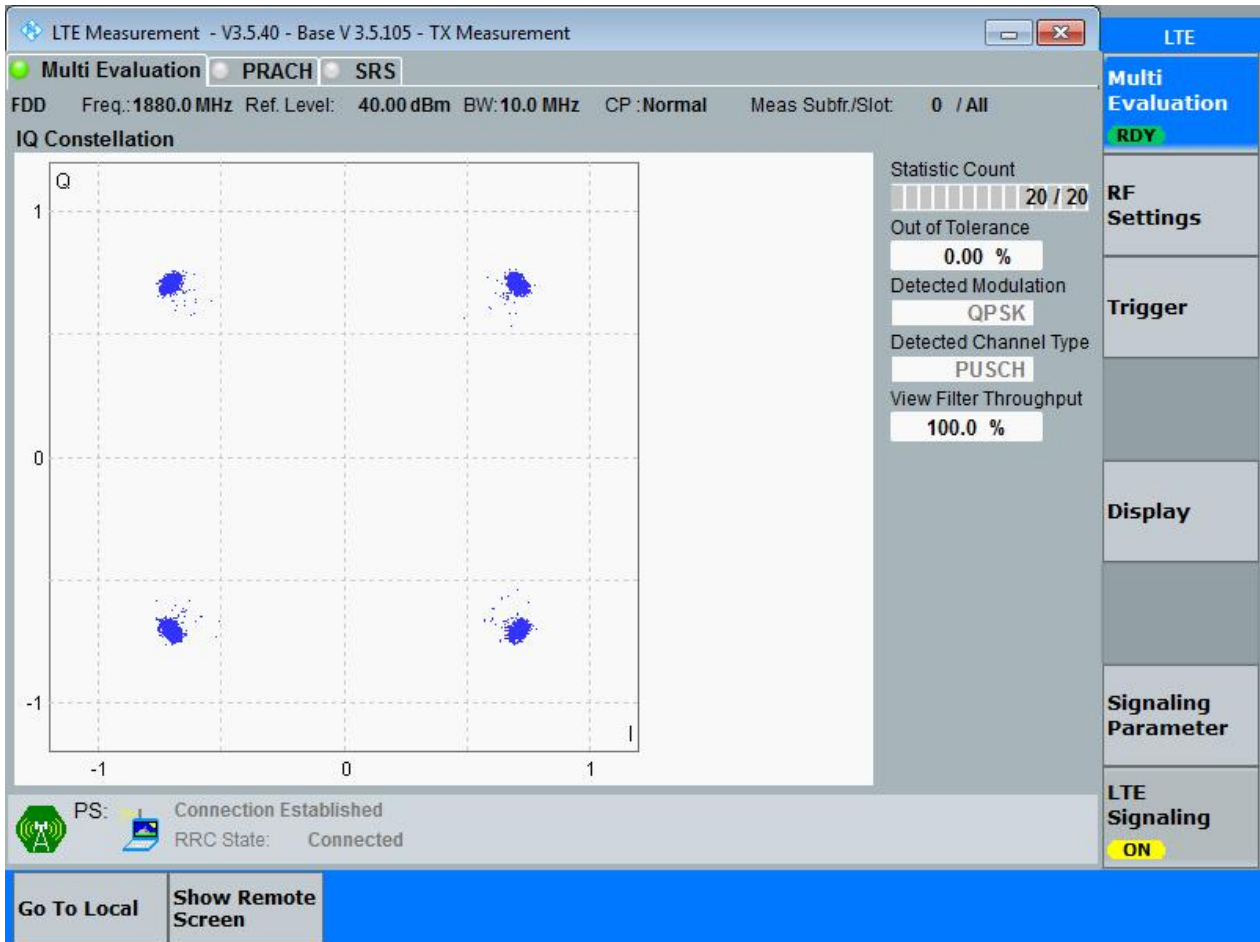 LTE Measurement - V3.5.40 - Base V 3.5.105 - TX Measurement
LTE
Multi Evaluation PRACH SRS
FDD Freq.: 1880.0 MHz Ref. Level: 40.00 dBm BW: 10.0 MHz CP : Normal Meas Subfr./Slot: 0 / All
IQ Constellation
Q
1
0
-1
I
-1 0 1
Statistic Count
20 / 20
Out of Tolerance
0.00 %
Detected Modulation
QPSK
Detected Channel Type
PUSCH
View Filter Throughput
100.0 %
Multi
Evaluation
RDY
RF
Settings
Trigger
Display
Signaling
Parameter
LTE
Signaling
ON
PS: Connection Established
RRC State: Connected
Go To Local
Show Remote
Screen